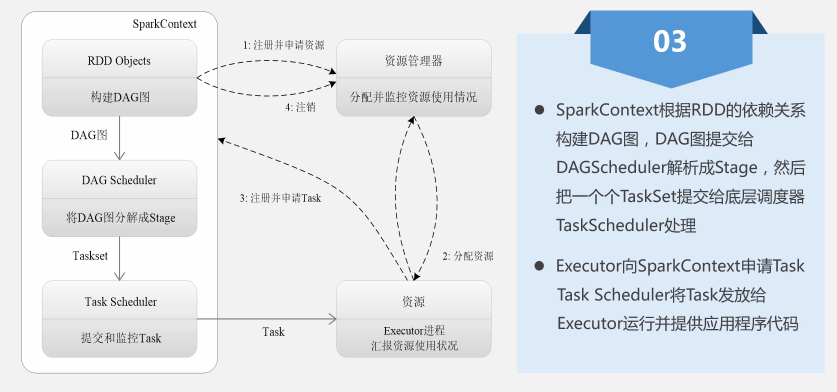 SparkContext
RDD Objects
构建DAG图
DAG图
DAG Scheduler
将DAG图分解成Stage
Taskset
Task Scheduler
提交和监控Task
1: 注册并申请资源
4: 注销
资源管理器
分配并监控资源使用情况
3: 注册并申请Task
2: 分配资源
Task
资源
Executor进程
汇报资源使用状况
03
SparkContext根据RDD的依赖关系
构建DAG图，DAG图提交给
DAGScheduler解析成Stage，然后
把一个个TaskSet提交给底层调度器
TaskScheduler处理
Executor向SparkContext申请Task
Task Scheduler将Task发放给
Executor运行并提供应用程序代码